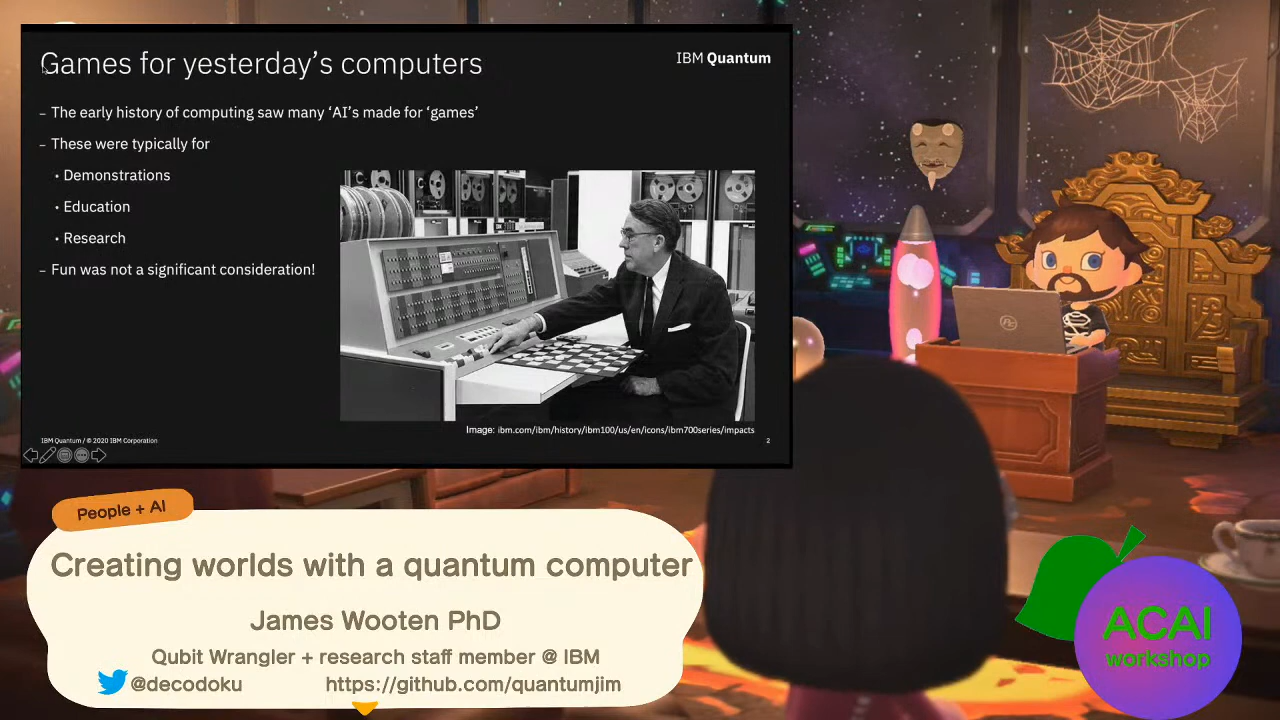 Games for yesterday's computers
IBM Quantum
– The early history of computing saw many ‘AI’s made for ‘games’
– These were typically for
• Demonstrations
• Education
• Research
– Fun was not a significant consideration!
Image: ibm.com/ibm/history/ibm100/us/en/icons/ibm700series/impacts
IBM Quantum / © 2020 IBM Corporation
2
People + AI
Creating worlds with a quantum computer
James Wooten PhD
Qubit Wrangler + research staff member @ IBM
@decodoku
https://github.com/quantumjim
ACAI
workshop